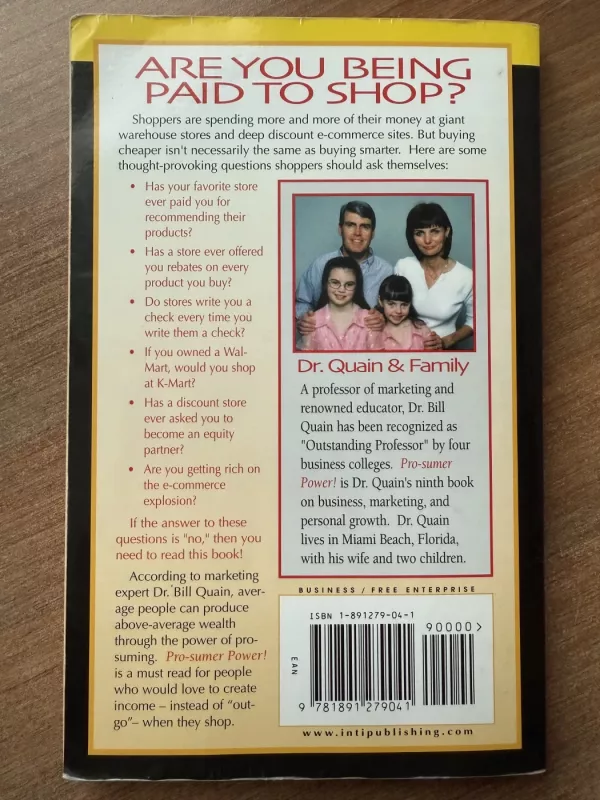 ARE YOU BEING
PAID TO SHOP?
Shoppers are spending more and more of their money at giant
warehouse stores and deep discount e-commerce sites. But buying
cheaper isn't necessarily the same as buying smarter. Here are some
thought-provoking questions shoppers should ask themselves:
• Has your favorite store
ever paid you for
recommending their
products?
• Has a store ever offered
you rebates on every
product you buy?
• Do stores write you a
check every time you
write them a check?
• If you owned a Wal-
Mart, would you shop
at K-Mart?
• Has a discount store
ever asked you to
become an equity
partner?
• Are you getting rich on
the e-commerce
explosion?
If the answer to these
questions is "no," then you
need to read this book!
According to marketing
expert Dr. Bill Quain, aver-
age people can produce
above-average wealth
through the power of pro-
suming. Pro-sumer Power!
is a must read for people
who would love to create
income – instead of "out-
go"– when they shop.
Dr. Quain & Family
A professor of marketing and
renowned educator, Dr. Bill
Quain has been recognized as
"Outstanding Professor" by four
business colleges. Pro-sumer
Power! is Dr. Quain's ninth book
on business, marketing, and
personal growth. Dr. Quain
lives in Miami Beach, Florida,
with his wife and two children.
BUSINESS / FREE ENTERPRISE
ISBN 1-891279-04-1
90000>
EAN
9 781891 279041
www.intipublishing.com